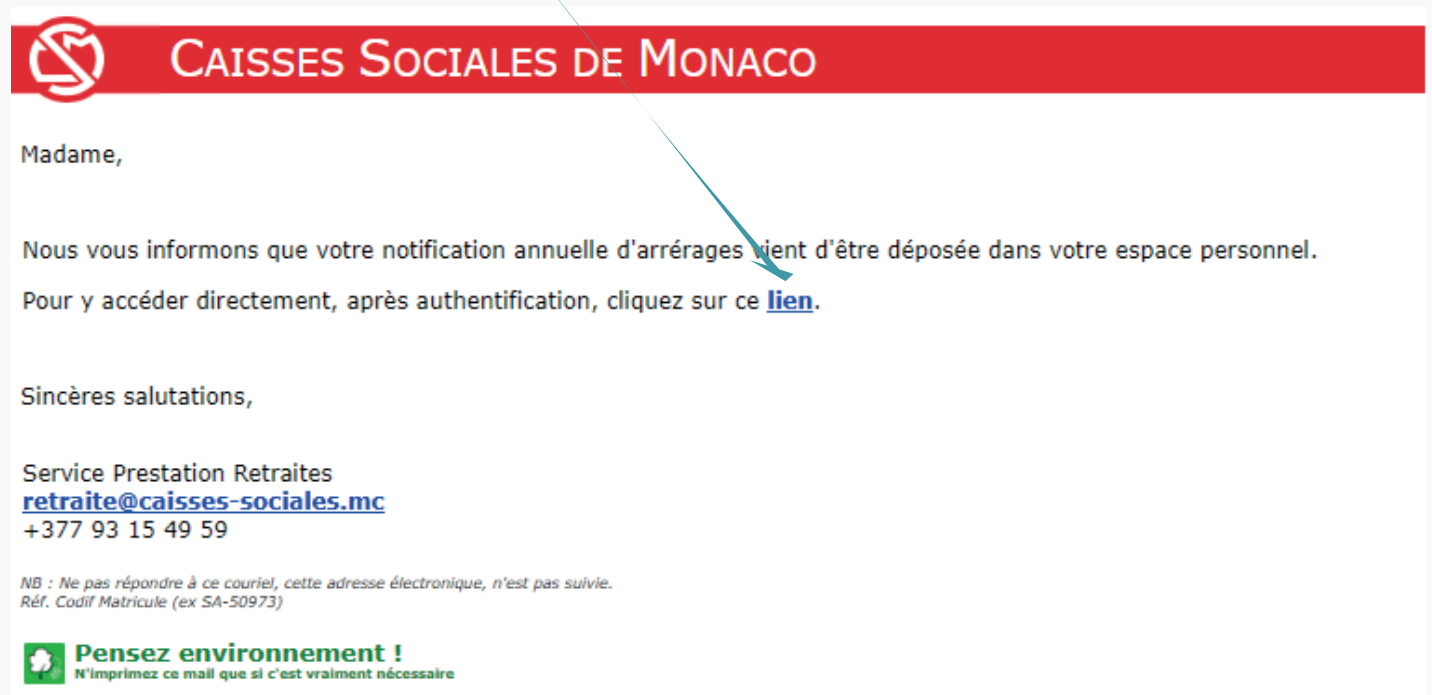 CAISSES SOCIALES DE MONACO
Madame,
Nous vous informons que votre notification annuelle d'arrérages vient d'être déposée dans votre espace personnel.
Pour y accéder directement, après authentification, cliquez sur ce lien.
Sincères salutations,
Service Prestation Retraites
retraite@caisses-sociales.mc
+377 93 15 49 59
NB : Ne pas répondre à ce couriel, cette adresse électronique, n'est pas suivie.
Réf. Codif Matricule (ex SA-50973)
Pensez environnement !
N'imprimez ce mail que si c'est vraiment nécessaire